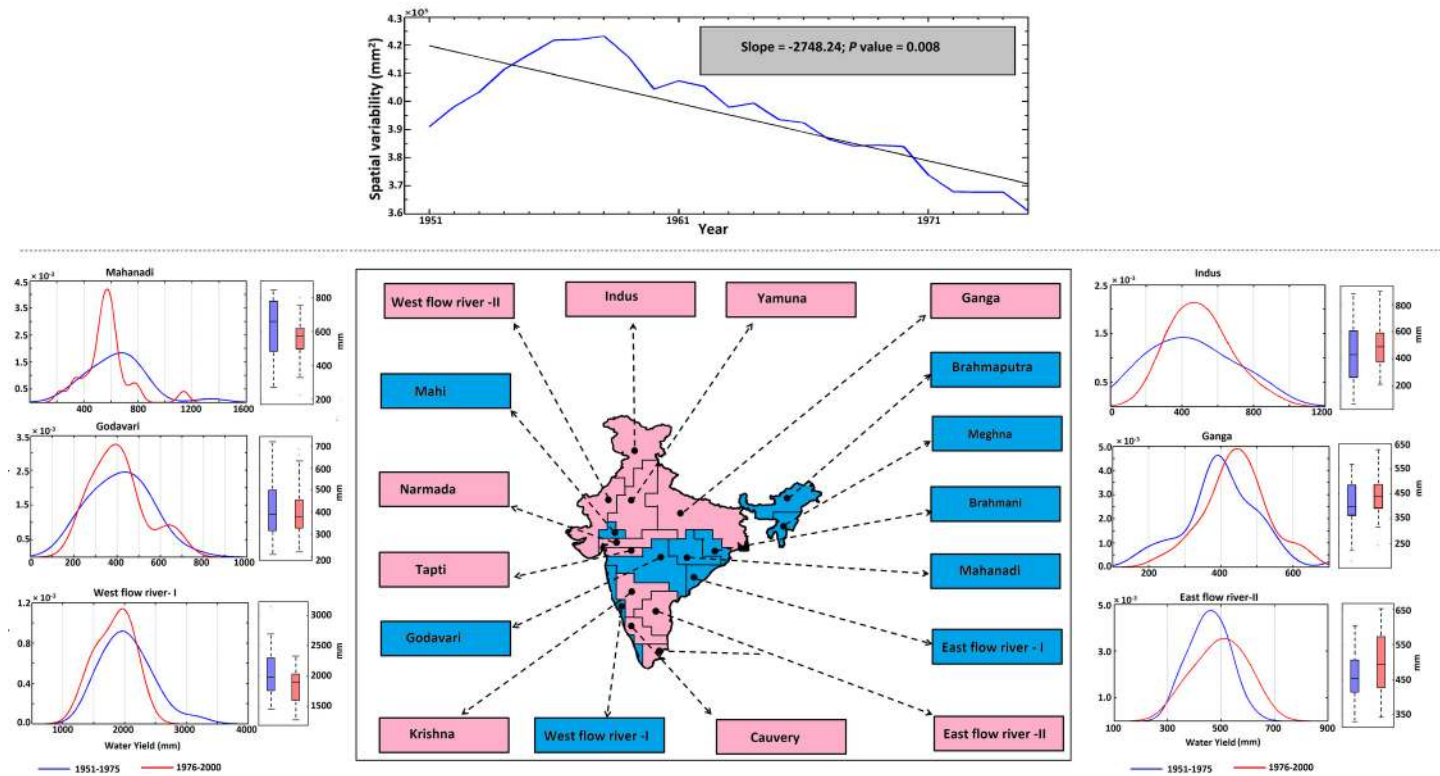 ×10⁵
4.3
4.2
4.1
4.0
3.9
3.8
3.7
3.6
Spatial variability (mm²)
Slope = -2748.24; P value = 0.008
1951 1961 1971
Year
Mahanadi
× 10⁻³
4.5
3.5
2.5
1.5
0.5
400 800 1200 1600
800
600
400
200
mm
Godavari
× 10⁻³
3.5
2.5
1.5
0.5
0 200 400 600 800 1000
700
600
500
400
300
200
mm
West flow river- I
× 10⁻³
1.2
0.8
0.4
0.0
1000 2000 3000 4000
Water Yield (mm)
3000
2500
2000
1500
mm
1951-1975 1976-2000
West flow river -II
Indus
Yamuna
Ganga
Mahi
Brahmaputra
Meghna
Narmada
Brahmani
Tapti
Mahanadi
Godavari
East flow river - I
Krishna
West flow river -I
Cauvery
East flow river -II
Indus
× 10⁻³
2.5
1.5
0.5
0 400 800 1200
800
600
400
200
mm
Ganga
× 10⁻³
5.0
4.0
3.0
2.0
1.0
0.0
200 400 600
650
550
450
350
250
mm
East flow river-II
× 10⁻³
5.0
3.0
1.0
100 300 500 700 900
Water Yield (mm)
650
550
450
350
mm
1951-1975 1976-2000